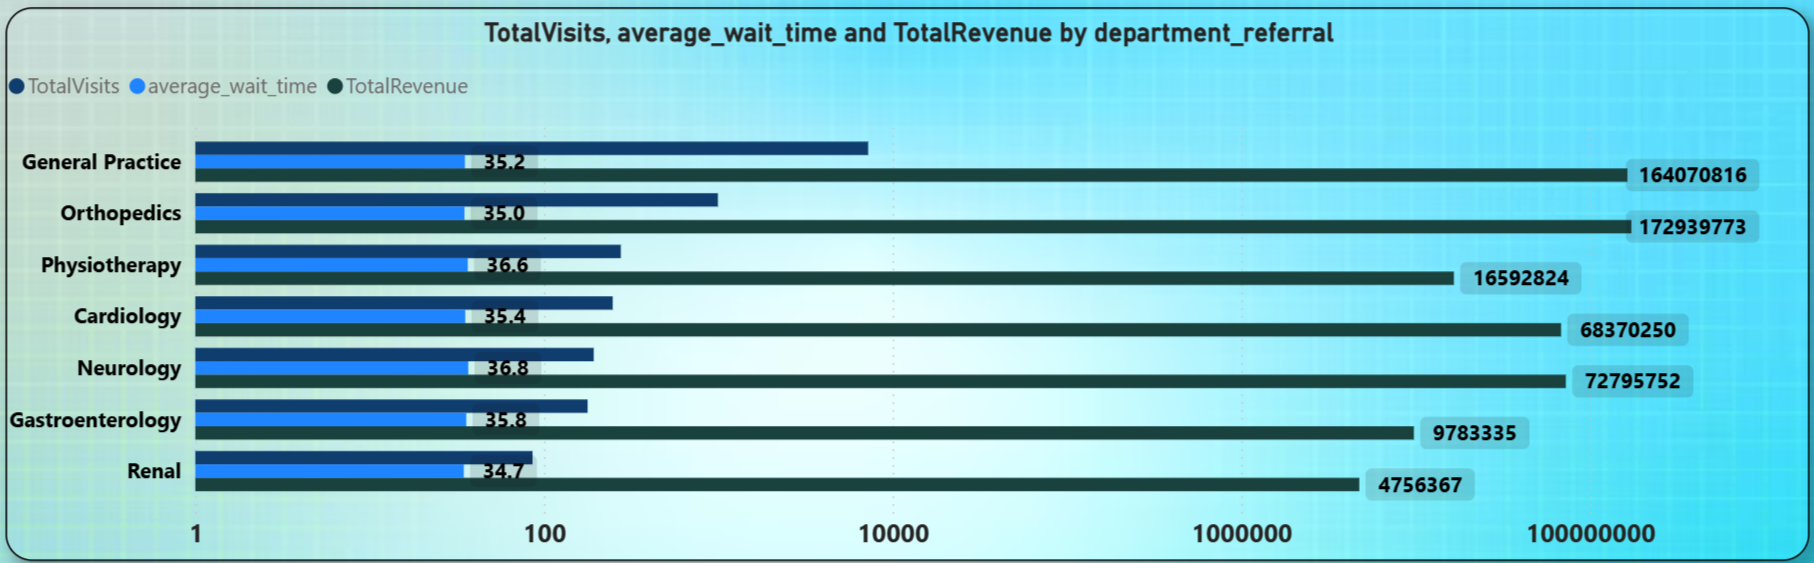 TotalVisits, average_wait_time and TotalRevenue by department_referral
TotalVisits average_wait_time TotalRevenue
General Practice 35.2 164070816
Orthopedics 35.0 172939773
Physiotherapy 36.6 16592824
Cardiology 35.4 68370250
Neurology 36.8 72795752
Gastroenterology 35.8 9783335
Renal 34.7 4756367
1 100 10000 1000000 100000000